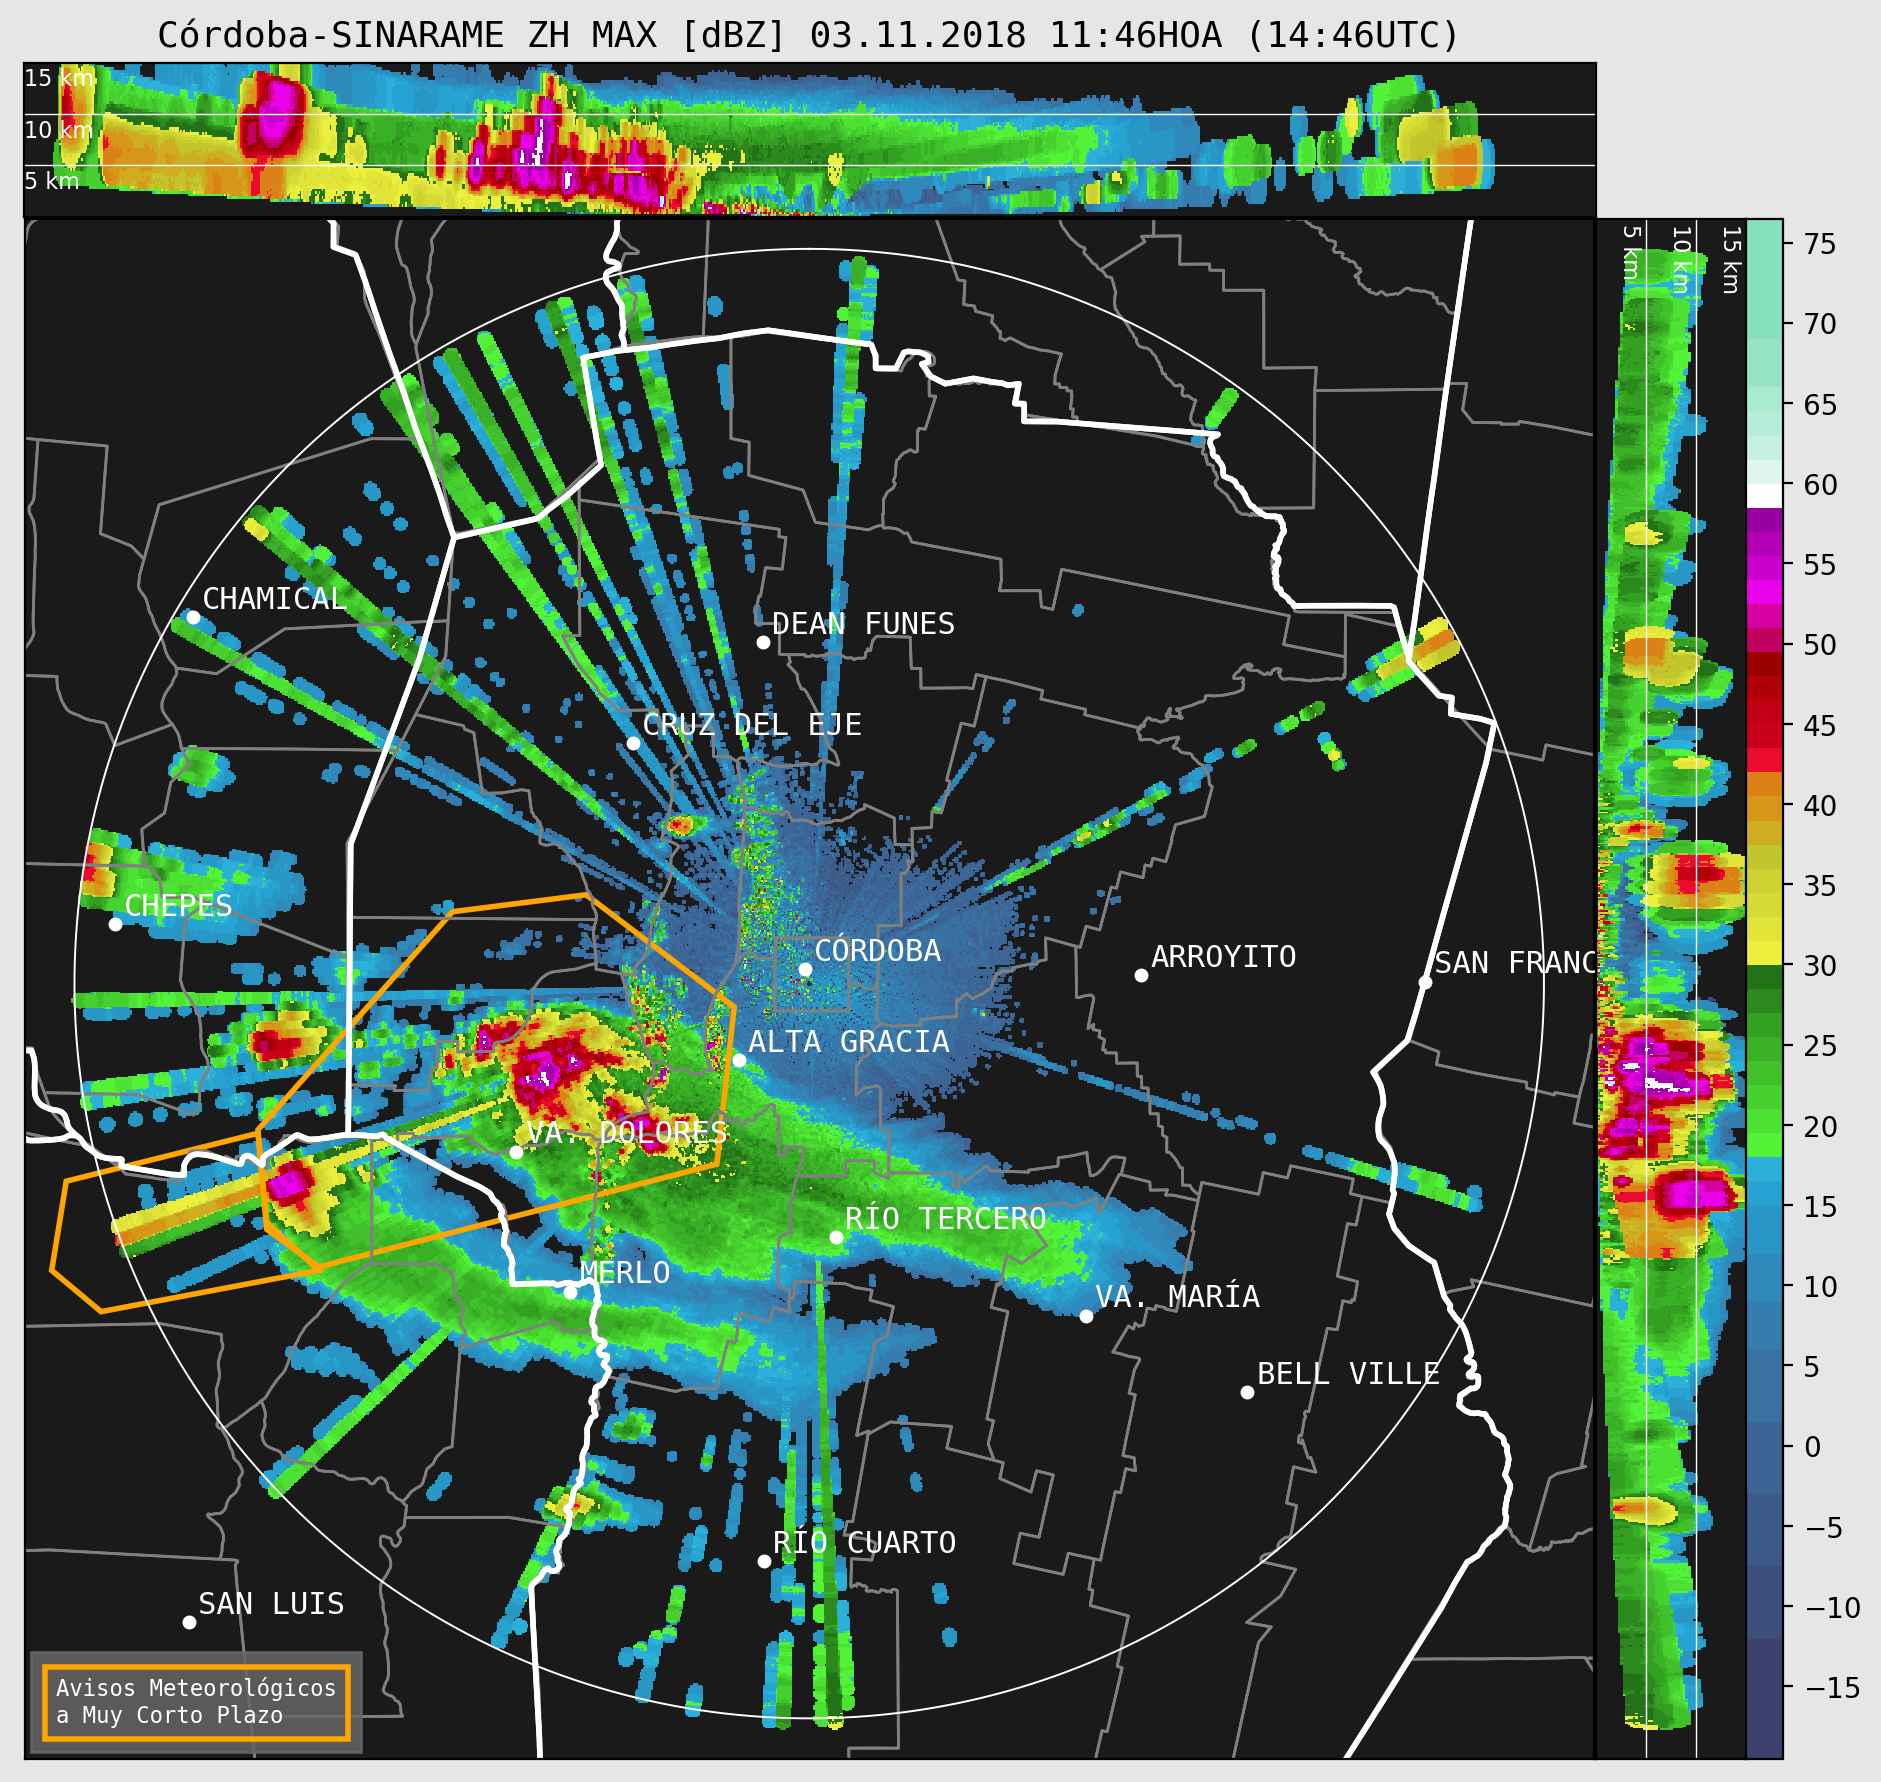 Córdoba-SINARAME ZH MAX [dBZ] 03.11.2018 11:46HOA (14:46UTC)
15 km
10 km
5 km
5 km
10 km
15 km
75
70
65
60
55
50
45
40
35
30
25
20
15
10
5
0
−5
−10
−15
CHAMICAL
DEAN FUNES
CRUZ DEL EJE
CHEPES
CÓRDOBA
ARROYITO
SAN FRANC
ALTA GRACIA
VA. DOLORES
RÍO TERCERO
MERLO
VA. MARÍA
BELL VILLE
RÍO CUARTO
SAN LUIS
Avisos Meteorológicos
a Muy Corto Plazo